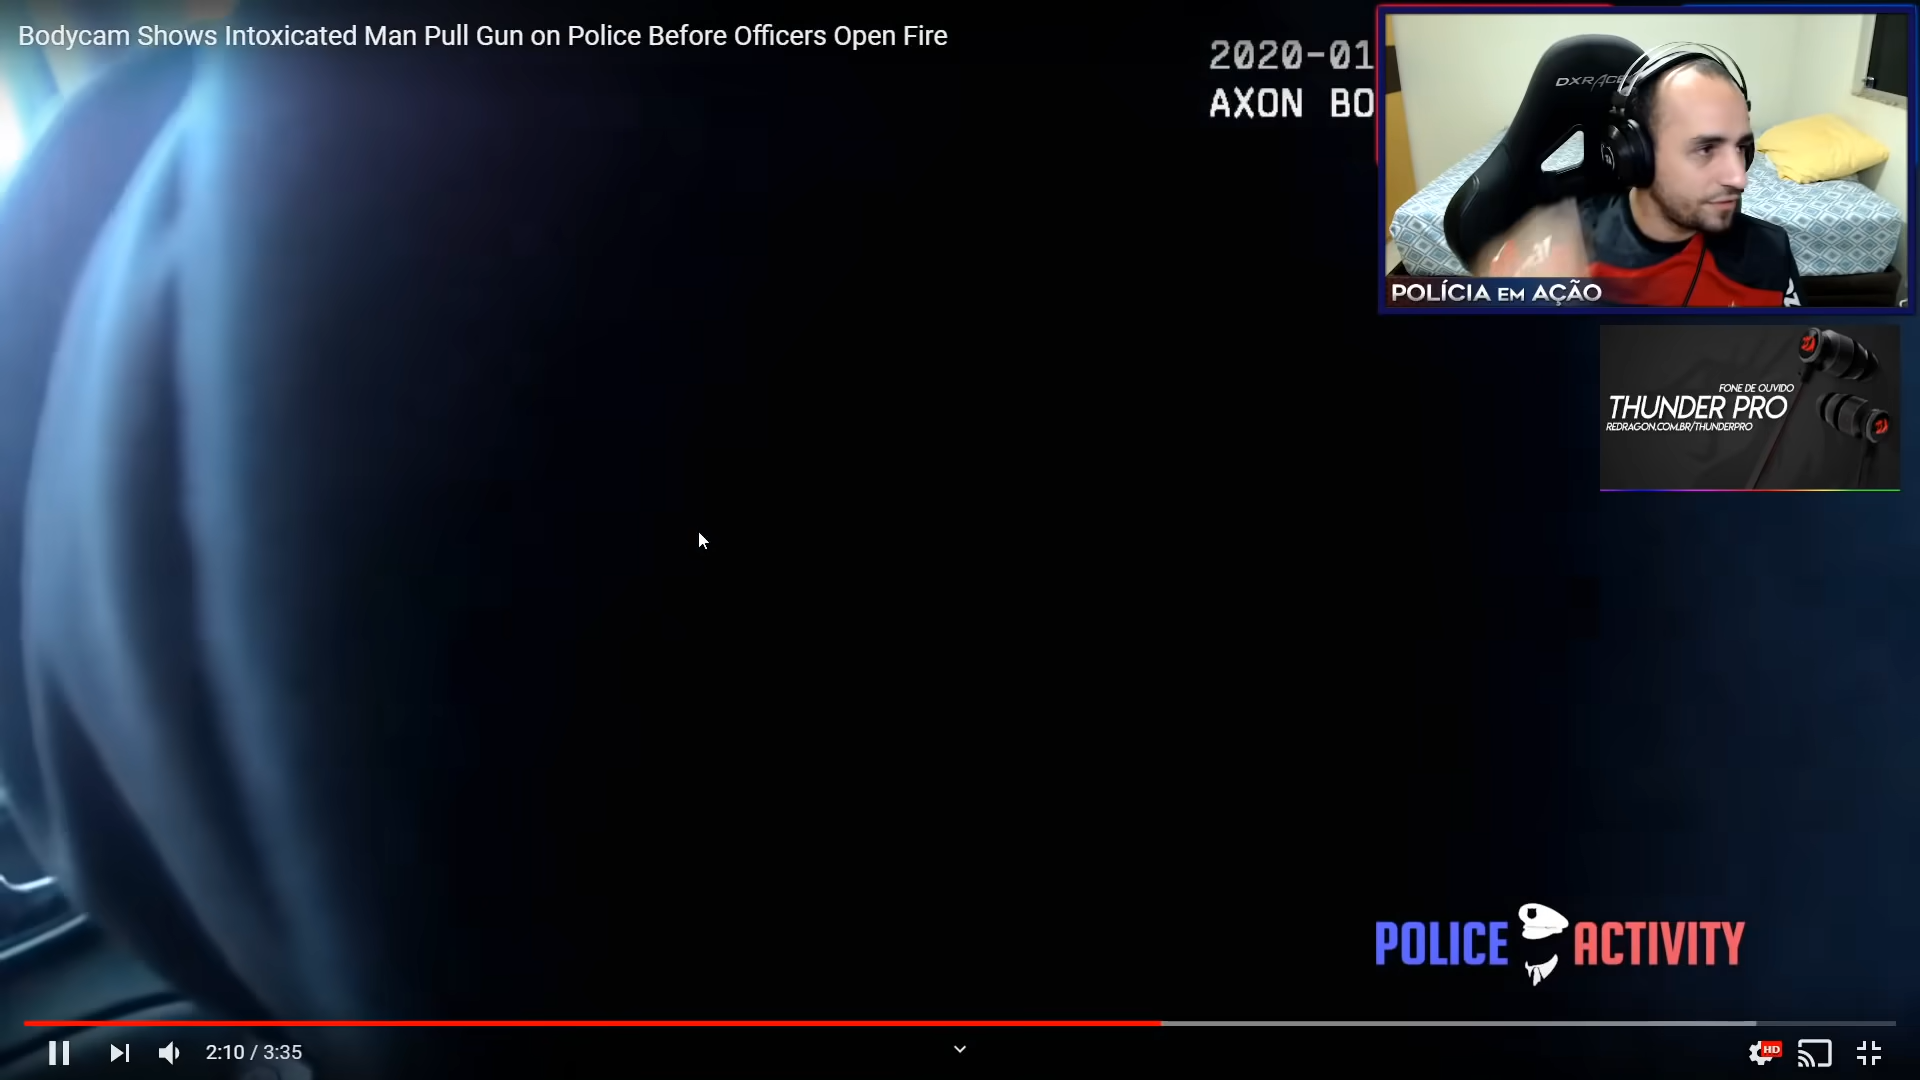 Bodycam Shows Intoxicated Man Pull Gun on Police Before Officers Open Fire
2020-01
AXON BO
DXRACE
POLÍCIA EM AÇÃO
FONE DE OUVIDO
THUNDER PRO
REDRAGON.COM.BR/THUNDERPRO
POLICE ACTIVITY
2:10 / 3:35
HD